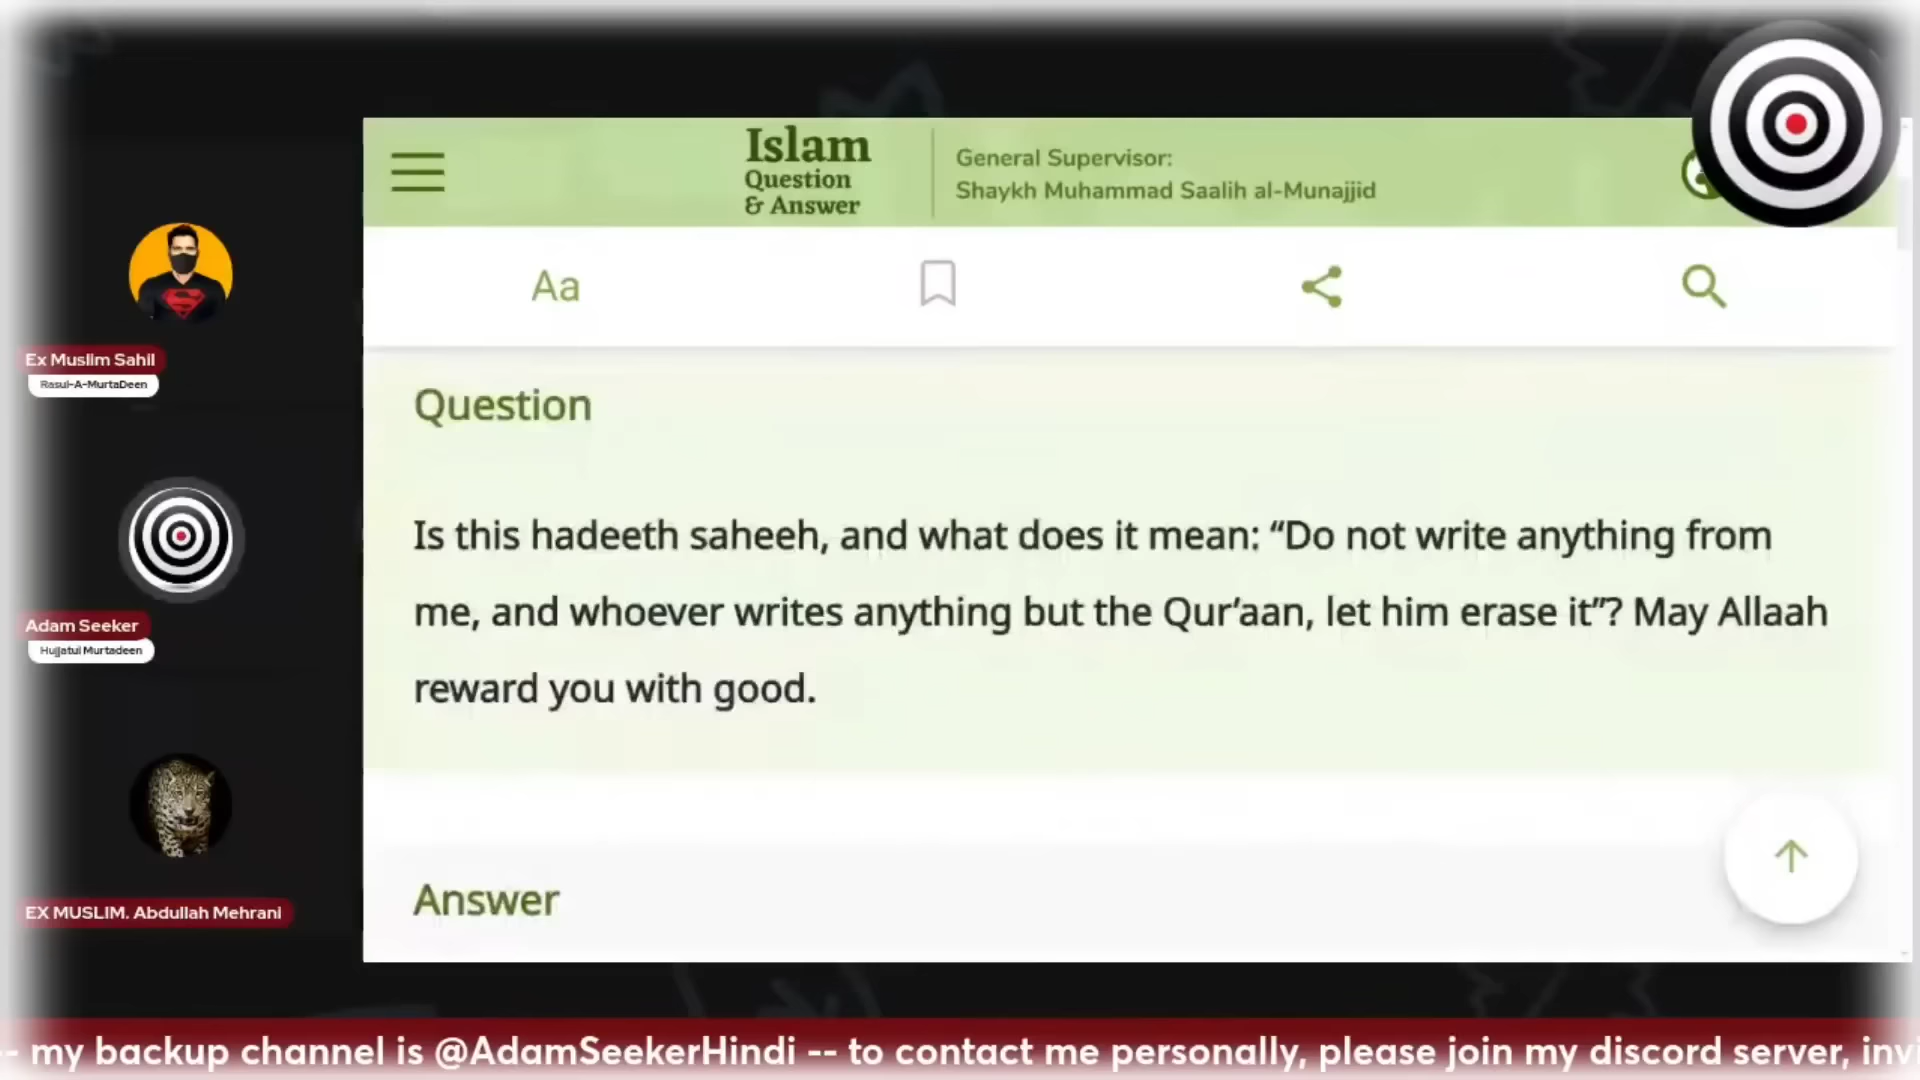 Islam
Question
& Answer
General Supervisor:
Shaykh Muhammad Saalih al-Munajjid
Aa
Question
Is this hadeeth saheeh, and what does it mean: “Do not write anything from
me, and whoever writes anything but the Qur’aan, let him erase it”? May Allaah
reward you with good.
Answer
Ex Muslim Sahil
Rasul-A-MurtaDeen
Adam Seeker
Hujjatul Murtadeen
EX MUSLIM. Abdullah Mehrani
-- my backup channel is @AdamSeekerHindi -- to contact me personally, please join my discord server, invi